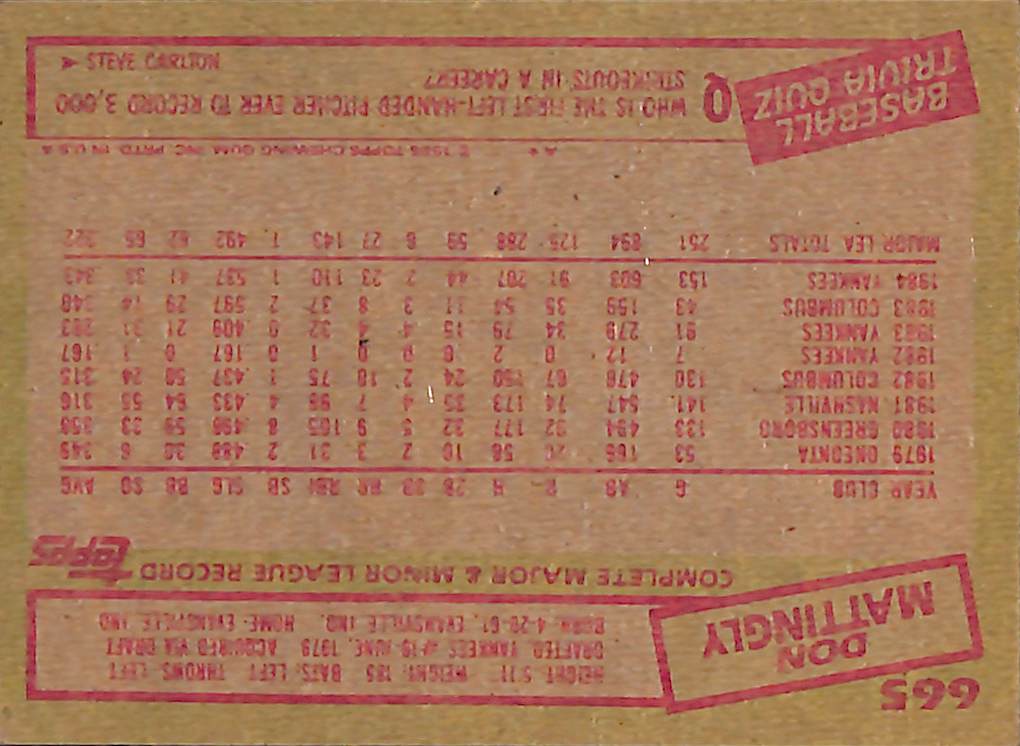 665
DON
MATTINGLY
HEIGHT: 5'11" WEIGHT: 185 BATS: LEFT THROWS: LEFT
DRAFTED: YANKEES #19-JUNE, 1979 ACQUIRED: VIA DRAFT
BORN: 4-20-61, EVANSVILLE, IND. HOME: EVANSVILLE, IND.
COMPLETE MAJOR & MINOR LEAGUE RECORD
Topps
YEAR CLUB G AB R H 2B 3B HR RBI SB SLG BB SO AVG
1979 ONEONTA 53 166 20 58 10 2 3 31 2 .488 30 6 .349
1980 GREENSBORO 133 494 92 177 32 5 9 105 8 .498 59 33 .358
1981 NASHVILLE 141 547 74 173 35 4 7 98 4 .433 64 55 .316
1982 COLUMBUS 130 476 67 150 24 2 10 75 1 .437 50 24 .315
1982 YANKEES 7 12 0 2 0 0 0 1 0 .167 0 1 .167
1983 YANKEES 91 279 34 79 15 4 4 32 0 .409 21 31 .283
1983 COLUMBUS 43 159 35 54 11 3 8 37 2 .597 29 14 .340
1984 YANKEES 153 603 91 207 44 2 23 110 1 .537 41 33 .343
MAJOR LEA. TOTALS 251 894 125 288 59 6 27 143 1 .492 62 65 .322
A* © 1985 TOPPS CHEWING GUM, INC. PRTD. IN U.S.A.
BASEBALL
TRIVIA QUIZ
Q WHO IS THE FIRST LEFT-HANDED PITCHER EVER TO RECORD 3,000
STRIKEOUTS IN A CAREER?
STEVE CARLTON